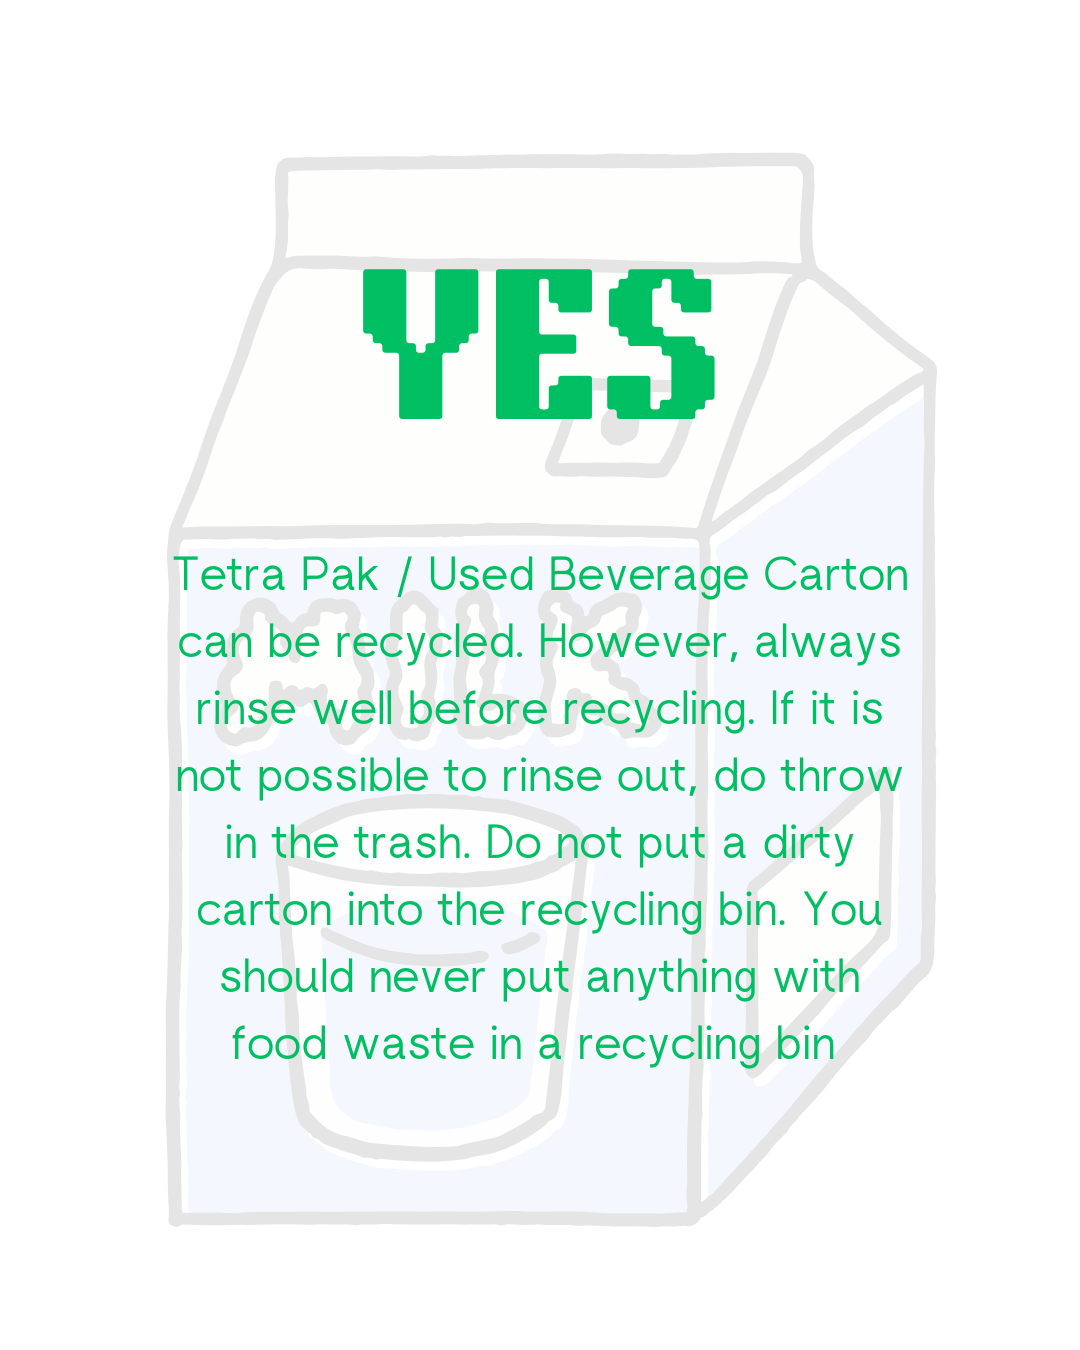 YES
Tetra Pak / Used Beverage Carton
can be recycled. However, always
rinse well before recycling. If it is
not possible to rinse out, do throw
in the trash. Do not put a dirty
carton into the recycling bin. You
should never put anything with
food waste in a recycling bin
MILK